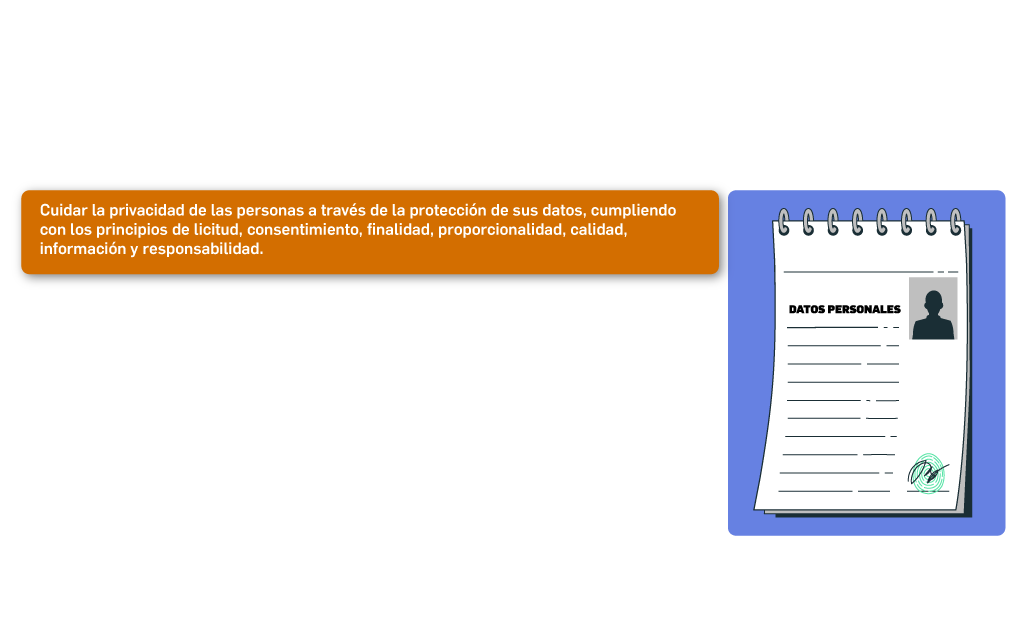 Cuidar la privacidad de las personas a través de la protección de sus datos, cumpliendo
con los principios de licitud, consentimiento, finalidad, proporcionalidad, calidad,
información y responsabilidad.
DATOS PERSONALES